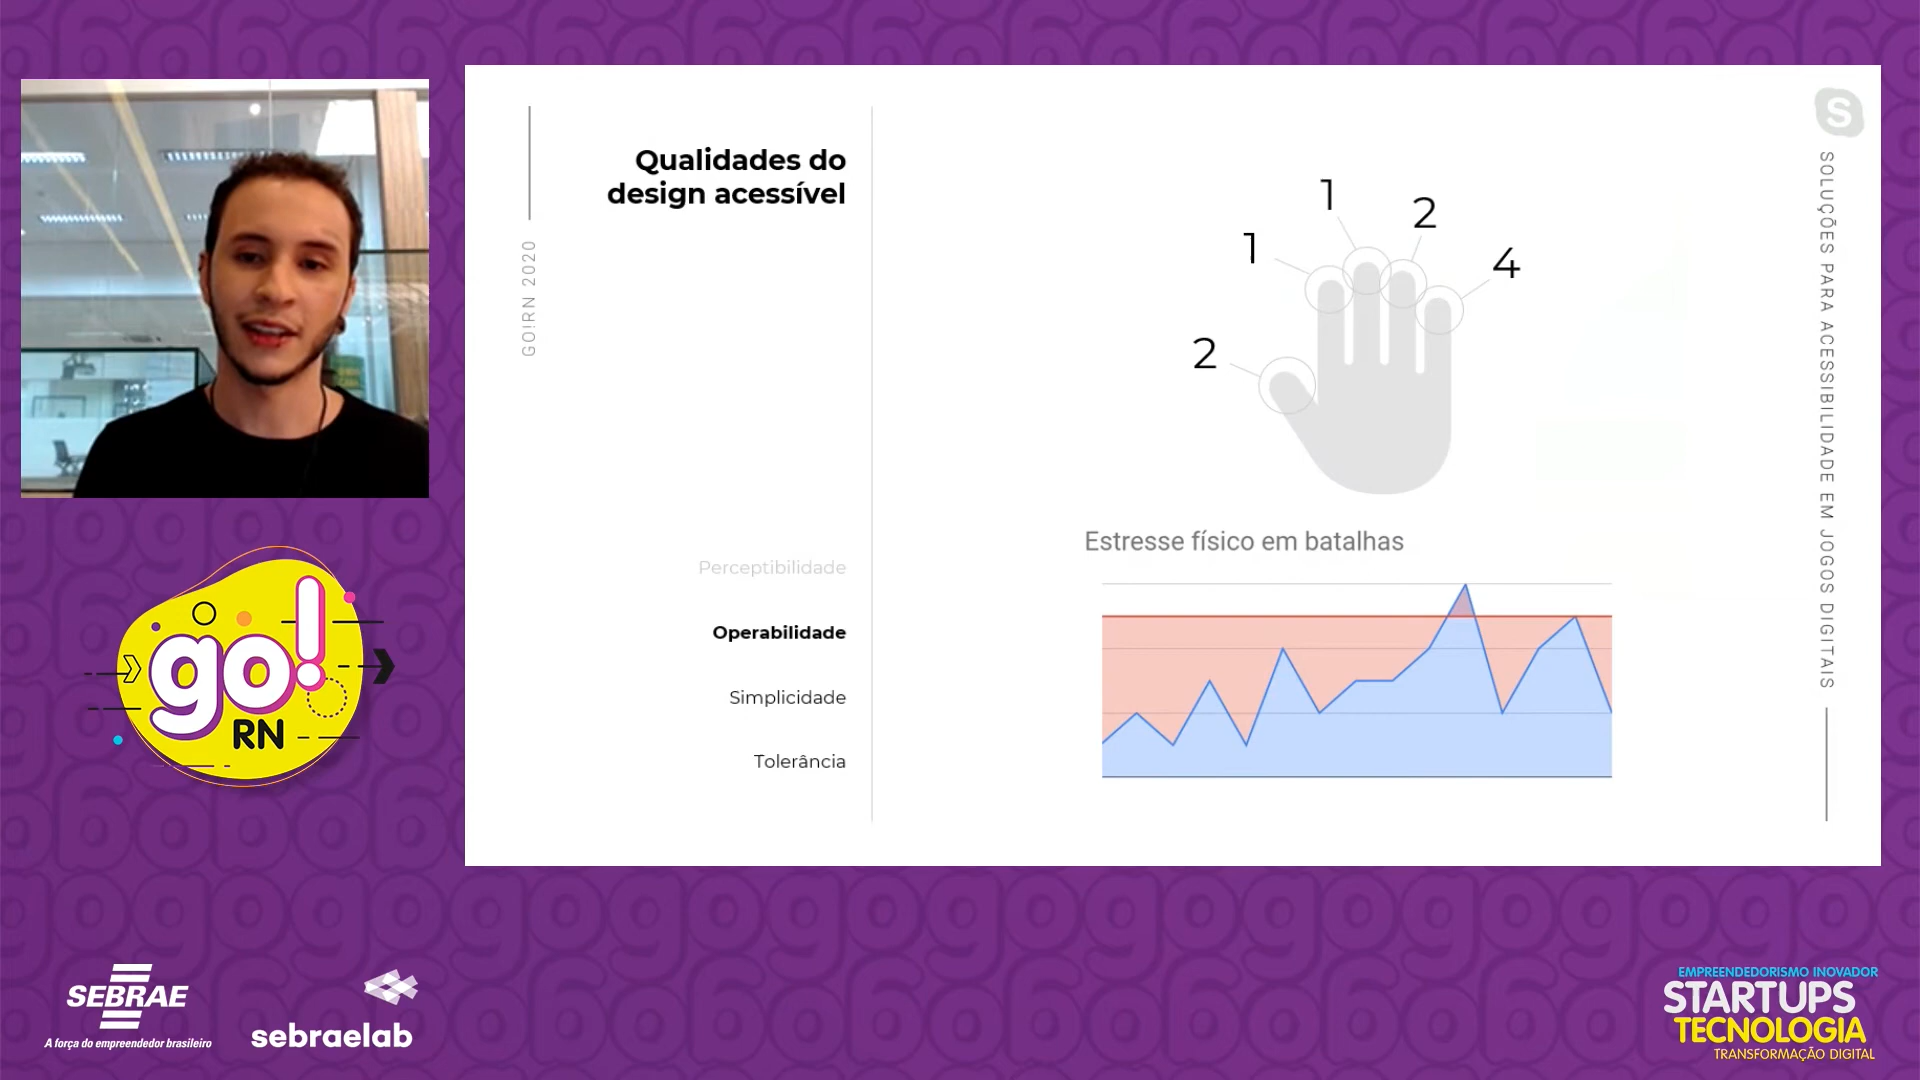 Qualidades do
design acessível
GO!RN 2020
Perceptibilidade
Operabilidade
Simplicidade
Tolerância
1
1
2
4
2
Estresse físico em batalhas
S
SOLUÇÕES PARA ACESSIBILIDADE EM JOGOS DIGITAIS
go!
RN
SEBRAE
A força do empreendedor brasileiro
sebraelab
EMPREENDEDORISMO INOVADOR
STARTUPS
TECNOLOGIA
TRANSFORMAÇÃO DIGITAL